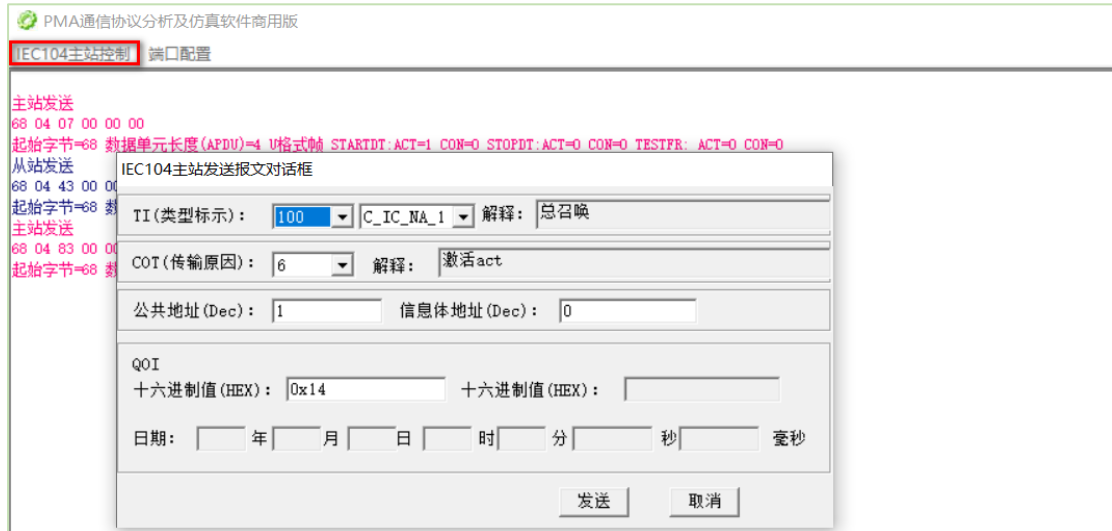 PMA通信协议分析及仿真软件商用版
IEC104主站控制 端口配置
主站发送
68 04 07 00 00 00
起始字节=68 数据单元长度(APDU)=4 U格式帧 STARTDT:ACT=1 CON=0 STOPDT:ACT=0 CON=0 TESTFR: ACT=0 CON=0
从站发送
IEC104主站发送报文对话框
68 04 43 00 00
起始字节=68 数
TI(类型标示): 100 C_IC_NA_1 解释: 总召唤
主站发送
68 04 83 00 00
起始字节=68 数
COT(传输原因): 6 解释: 激活act
公共地址(Dec): 1 信息体地址(Dec): 0
QOI
十六进制值(HEX): 0x14 十六进制值(HEX):
日期: 年 月 日 时 分 秒 毫秒
发送 取消